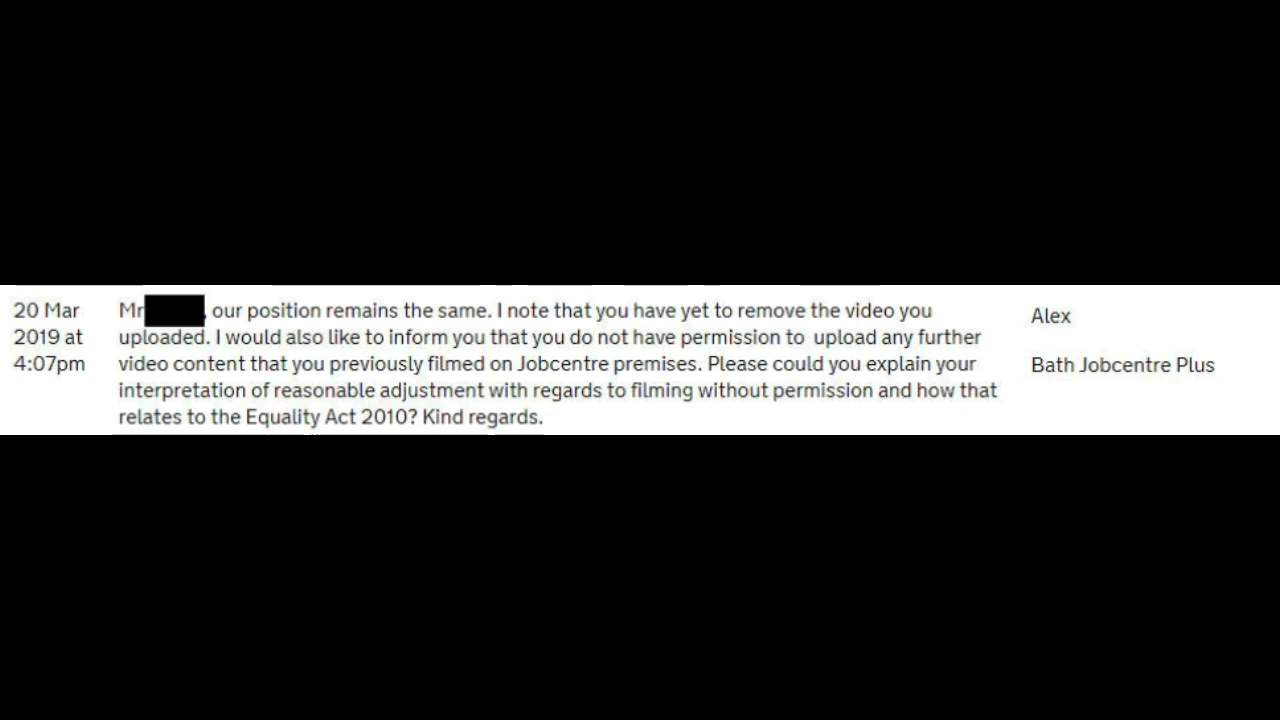 20 Mar
2019 at
4:07pm
Mr , our position remains the same. I note that you have yet to remove the video you
uploaded. I would also like to inform you that you do not have permission to upload any further
video content that you previously filmed on Jobcentre premises. Please could you explain your
interpretation of reasonable adjustment with regards to filming without permission and how that
relates to the Equality Act 2010? Kind regards.
Alex
Bath Jobcentre Plus